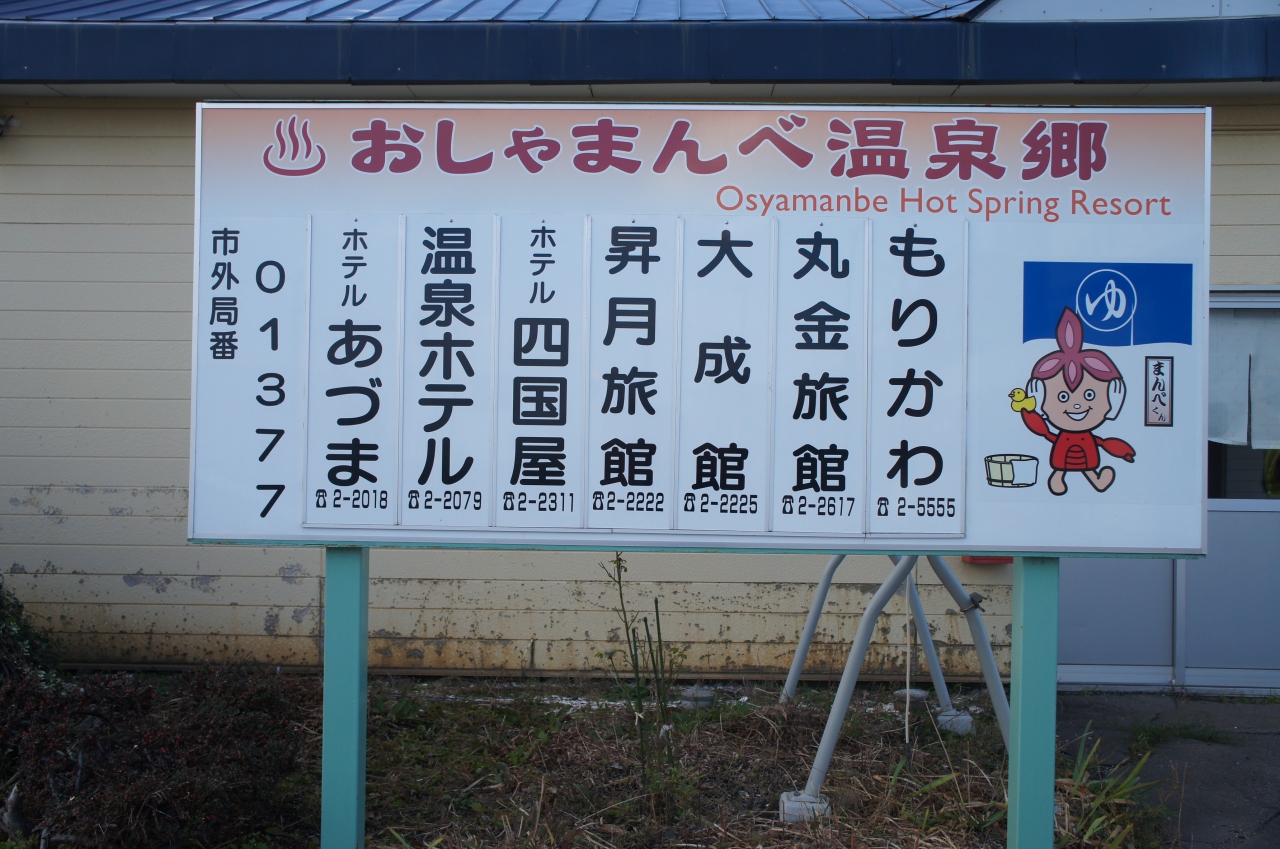 おしゃまんべ温泉郷
Osyamanbe Hot Spring Resort
ゆ
まんべくん
もりかわ
☎2-5555
丸金旅館
☎2-2617
大成館
☎2-2225
昇月旅館
☎2-2222
ホテル四国屋
☎2-2311
温泉ホテル
☎2-2079
ホテルあづま
☎2-2018
市外局番
01377